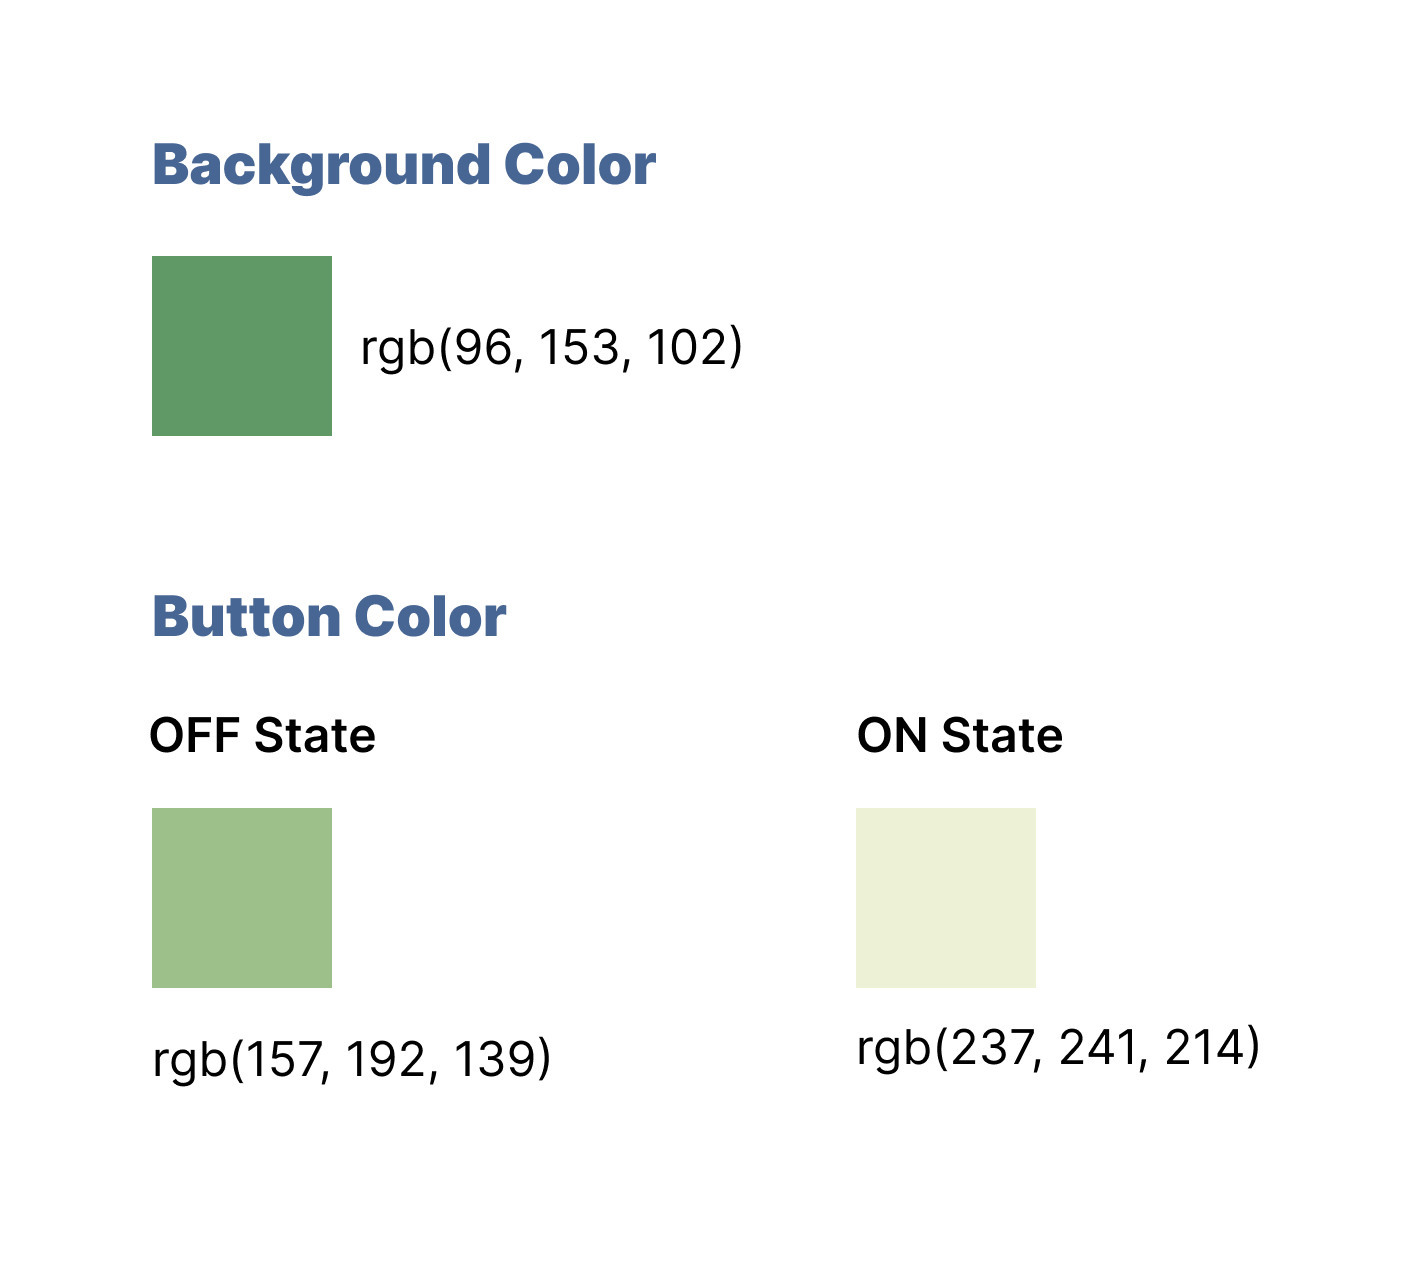 Background Color
rgb(96, 153, 102)
Button Color
OFF State
ON State
rgb(157, 192, 139)
rgb(237, 241, 214)